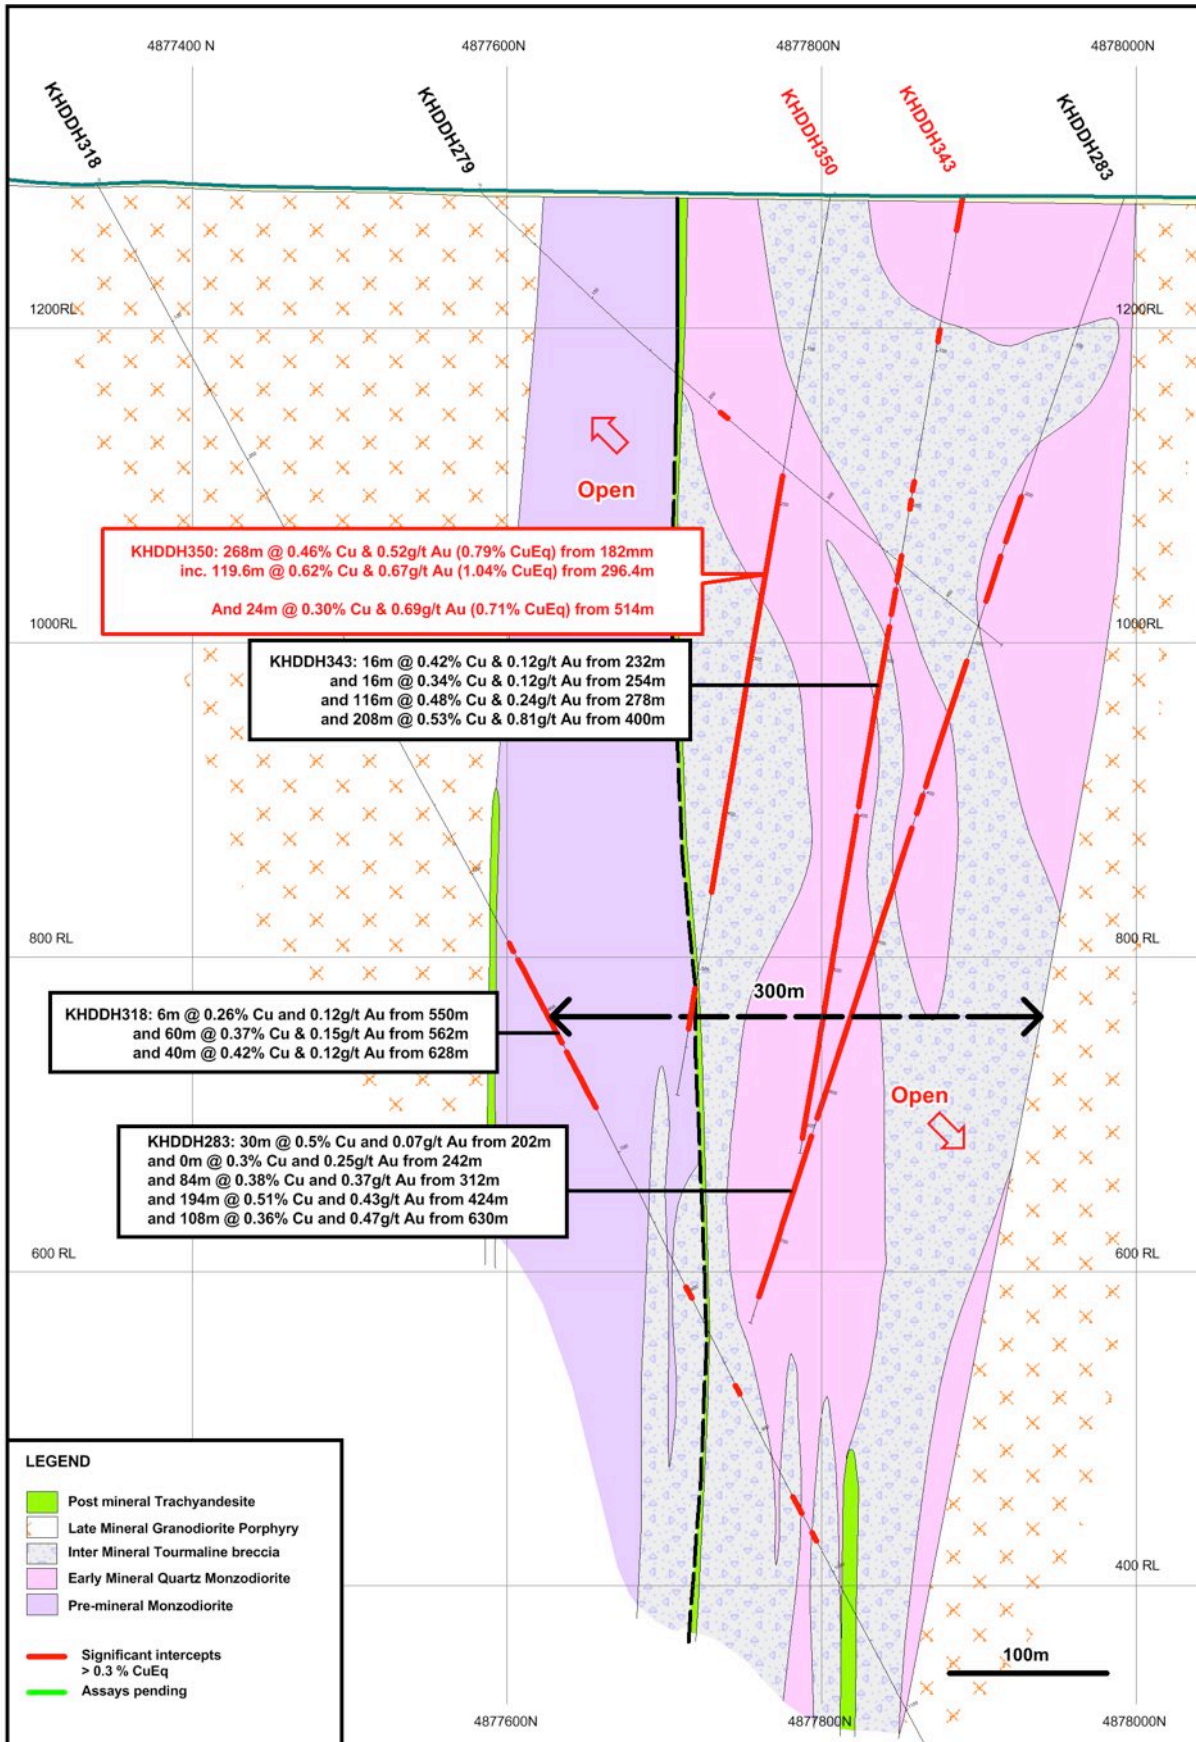 4877400 N
4877600N
4877800N
4878000N
KHDDH318
KHDDH279
KHDDH350
KHDDH343
KHDDH283
1200RL
1200RL
Open
KHDDH350: 268m @ 0.46% Cu & 0.52g/t Au (0.79% CuEq) from 182mm
inc. 119.6m @ 0.62% Cu & 0.67g/t Au (1.04% CuEq) from 296.4m
And 24m @ 0.30% Cu & 0.69g/t Au (0.71% CuEq) from 514m
1000RL
1000RL
KHDDH343: 16m @ 0.42% Cu & 0.12g/t Au from 232m
and 16m @ 0.34% Cu & 0.12g/t Au from 254m
and 116m @ 0.48% Cu & 0.24g/t Au from 278m
and 208m @ 0.53% Cu & 0.81g/t Au from 400m
800 RL
800 RL
300m
KHDDH318: 6m @ 0.26% Cu and 0.12g/t Au from 550m
and 60m @ 0.37% Cu & 0.15g/t Au from 562m
and 40m @ 0.42% Cu & 0.12g/t Au from 628m
Open
KHDDH283: 30m @ 0.5% Cu and 0.07g/t Au from 202m
and 0m @ 0.3% Cu and 0.25g/t Au from 242m
and 84m @ 0.38% Cu and 0.37g/t Au from 312m
and 194m @ 0.51% Cu and 0.43g/t Au from 424m
and 108m @ 0.36% Cu and 0.47g/t Au from 630m
600 RL
600 RL
LEGEND
Post mineral Trachyandesite
Late Mineral Granodiorite Porphyry
Inter Mineral Tourmaline breccia
Early Mineral Quartz Monzodiorite
Pre-mineral Monzodiorite
Significant intercepts
> 0.3 % CuEq
Assays pending
400 RL
400 RL
100m
4877600N
4877800N
4878000N